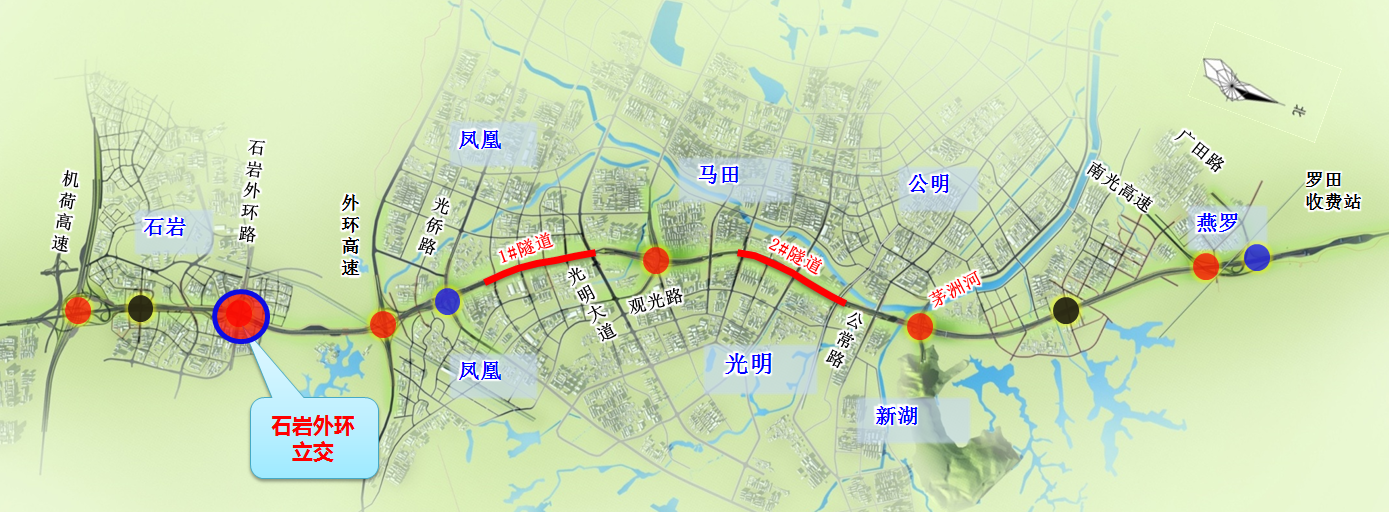 机荷高速
石岩
石岩外环路
外环高速
光侨路
凤凰
1#隧道
光明大道
观光路
马田
2#隧道
公常路
公明
茅洲河
南光高速
广田路
燕罗
罗田
收费站
北
凤凰
光明
新湖
石岩外环
立交